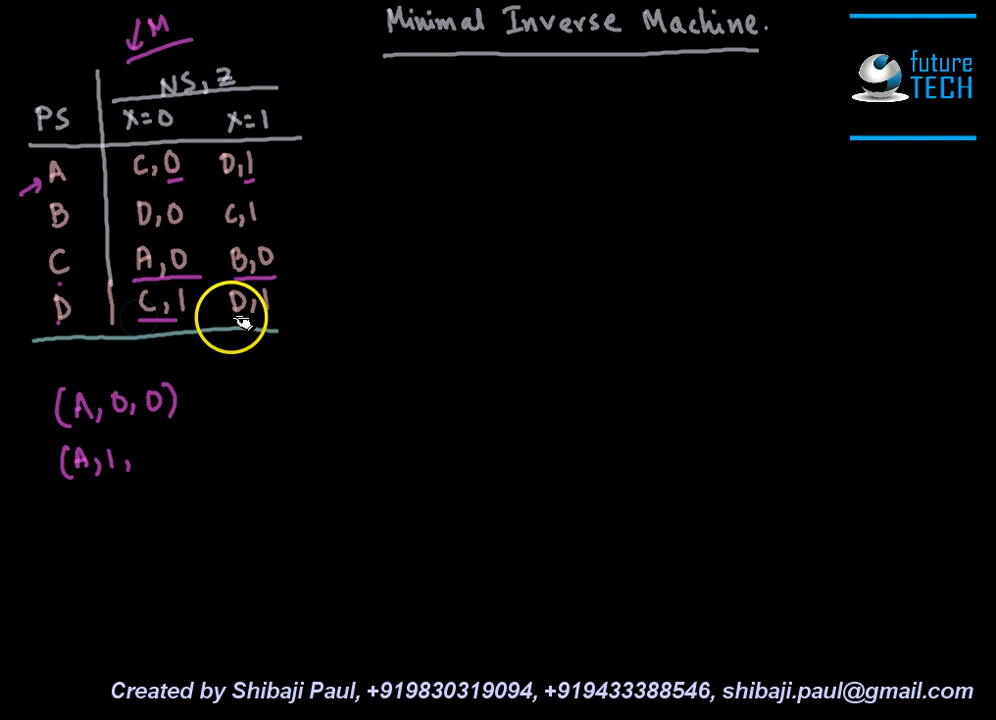 Minimal Inverse Machine.
future
TECH
M
NS, Z
PS X=0 X=1
A C,0 D,1
B D,0 C,1
C A,0 B,0
D C,1 D,1
(A, 0, 0)
(A, 1,
Created by Shibaji Paul, +919830319094, +919433388546, shibaji.paul@gmail.com